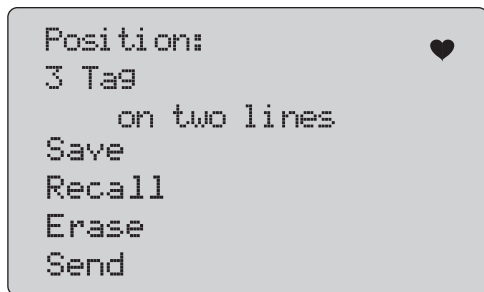 Position:
3 Tag
on two lines
Save
Recall
Erase
Send